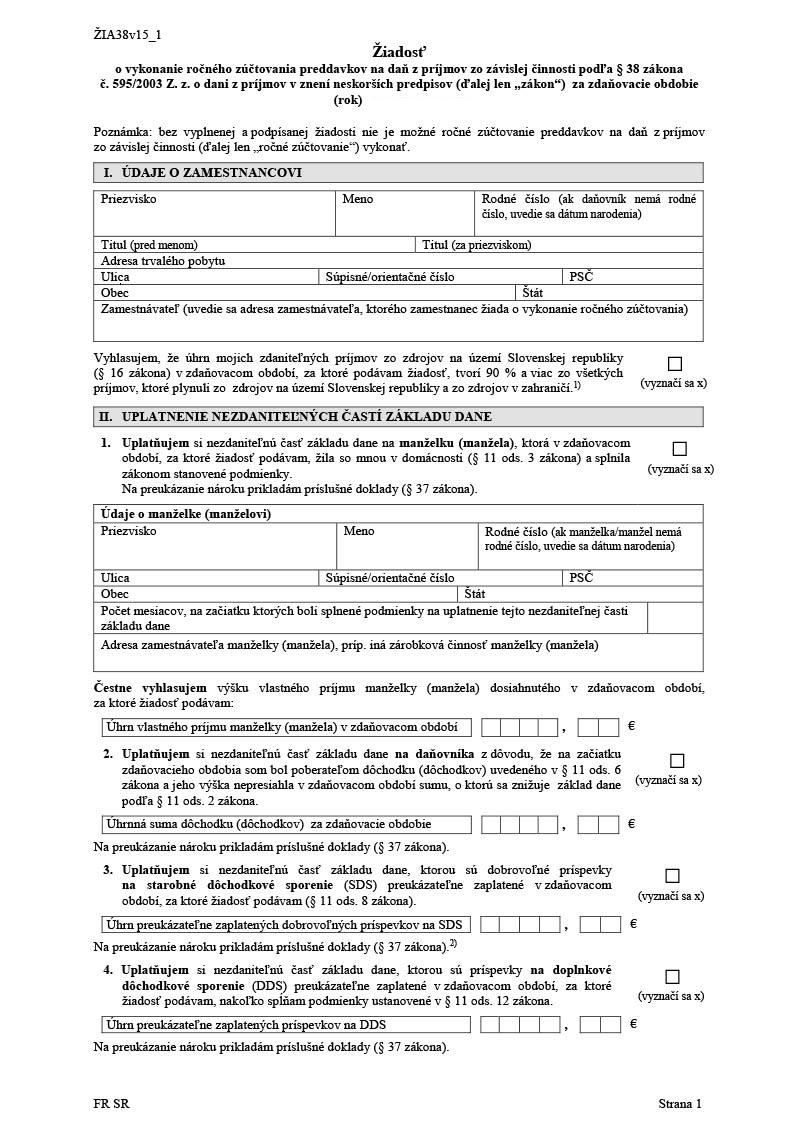 ŽIA38v15_1
Žiadosť
o vykonanie ročného zúčtovania preddavkov na daň z príjmov zo závislej činnosti podľa § 38 zákona
č. 595/2003 Z. z. o dani z príjmov v znení neskorších predpisov (ďalej len „zákon“) za zdaňovacie obdobie
(rok)
Poznámka: bez vyplnenej a podpísanej žiadosti nie je možné ročné zúčtovanie preddavkov na daň z príjmov
zo závislej činnosti (ďalej len „ročné zúčtovanie“) vykonať.
I. ÚDAJE O ZAMESTNANCOVI
Priezvisko Meno Rodné číslo (ak daňovník nemá rodné
číslo, uvedie sa dátum narodenia)
Titul (pred menom) Titul (za priezviskom)
Adresa trvalého pobytu
Ulica Súpisné/orientačné číslo PSČ
Obec Štát
Zamestnávateľ (uvedie sa adresa zamestnávateľa, ktorého zamestnanec žiada o vykonanie ročného zúčtovania)
Vyhlasujem, že úhrn mojich zdaniteľných príjmov zo zdrojov na území Slovenskej republiky
(§ 16 zákona) v zdaňovacom období, za ktoré podávam žiadosť, tvorí 90 % a viac zo všetkých
príjmov, ktoré plynuli zo zdrojov na území Slovenskej republiky a zo zdrojov v zahraničí.1)
(vyznačí sa x)
II. UPLATNENIE NEZDANITEĽNÝCH ČASTÍ ZÁKLADU DANE
1. Uplatňujem si nezdaniteľnú časť základu dane na manželku (manžela), ktorá v zdaňovacom
období, za ktoré žiadosť podávam, žila so mnou v domácnosti (§ 11 ods. 3 zákona) a splnila
zákonom stanovené podmienky.
Na preukázanie nároku prikladám príslušné doklady (§ 37 zákona).
(vyznačí sa x)
Údaje o manželke (manželovi)
Priezvisko Meno Rodné číslo (ak manželka/manžel nemá
rodné číslo, uvedie sa dátum narodenia)
Ulica Súpisné/orientačné číslo PSČ
Obec Štát
Počet mesiacov, na začiatku ktorých boli splnené podmienky na uplatnenie tejto nezdaniteľnej časti
základu dane
Adresa zamestnávateľa manželky (manžela), príp. iná zárobková činnosť manželky (manžela)
Čestne vyhlasujem výšku vlastného príjmu manželky (manžela) dosiahnutého v zdaňovacom období,
za ktoré žiadosť podávam:
Úhrn vlastného príjmu manželky (manžela) v zdaňovacom období , €
2. Uplatňujem si nezdaniteľnú časť základu dane na daňovníka z dôvodu, že na začiatku
zdaňovacieho obdobia som bol poberateľom dôchodku (dôchodkov) uvedeného v § 11 ods. 6
zákona a jeho výška nepresiahla v zdaňovacom období sumu, o ktorú sa znižuje základ dane
podľa § 11 ods. 2 zákona.
(vyznačí sa x)
Úhrnná suma dôchodku (dôchodkov) za zdaňovacie obdobie , €
Na preukázanie nároku prikladám príslušné doklady (§ 37 zákona).
3. Uplatňujem si nezdaniteľnú časť základu dane, ktorou sú dobrovoľné príspevky
na starobné dôchodkové sporenie (SDS) preukázateľne zaplatené v zdaňovacom
období, za ktoré žiadosť podávam (§ 11 ods. 8 zákona).
(vyznačí sa x)
Úhrn preukázateľne zaplatených dobrovoľných príspevkov na SDS , €
Na preukázanie nároku prikladám príslušné doklady (§ 37 zákona).2)
4. Uplatňujem si nezdaniteľnú časť základu dane, ktorou sú príspevky na doplnkové
dôchodkové sporenie (DDS) preukázateľne zaplatené v zdaňovacom období, za ktoré
žiadosť podávam, nakoľko spĺňam podmienky ustanovené v § 11 ods. 12 zákona.
(vyznačí sa x)
Úhrn preukázateľne zaplatených príspevkov na DDS , €
Na preukázanie nároku prikladám príslušné doklady (§ 37 zákona).
FR SR Strana 1